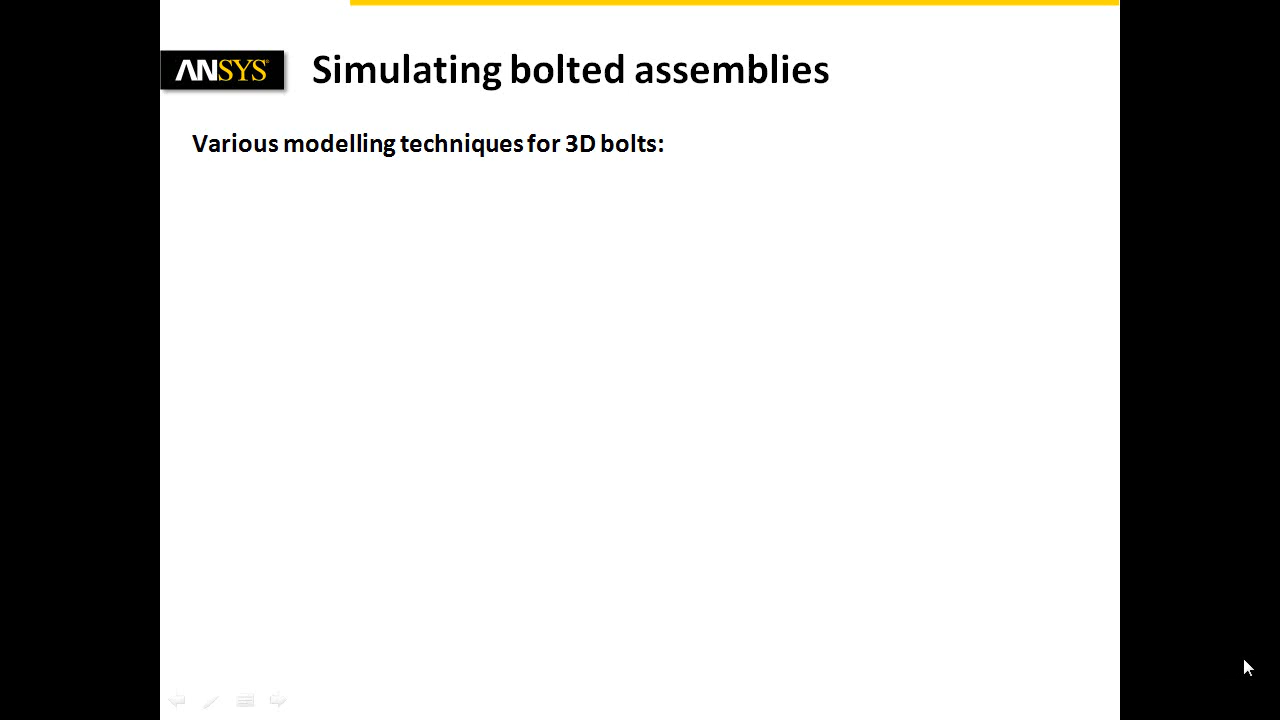 ANSYS
Simulating bolted assemblies
Various modelling techniques for 3D bolts: